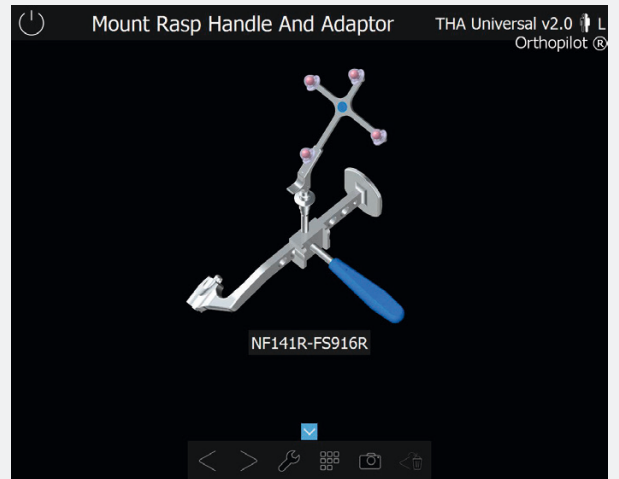 Mount Rasp Handle And Adaptor
THA Universal v2.0 L
Orthopilot ®
NF141R-FS916R